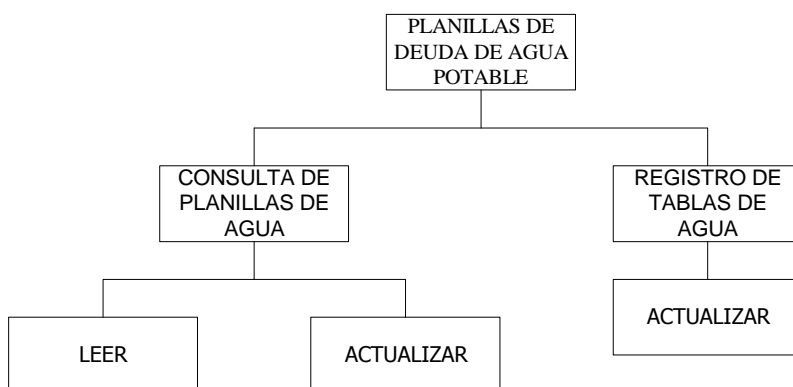 PLANILLAS DE
DEUDA DE AGUA
POTABLE
CONSULTA DE
PLANILLAS DE
AGUA
REGISTRO DE
TABLAS DE
AGUA
LEER
ACTUALIZAR
ACTUALIZAR